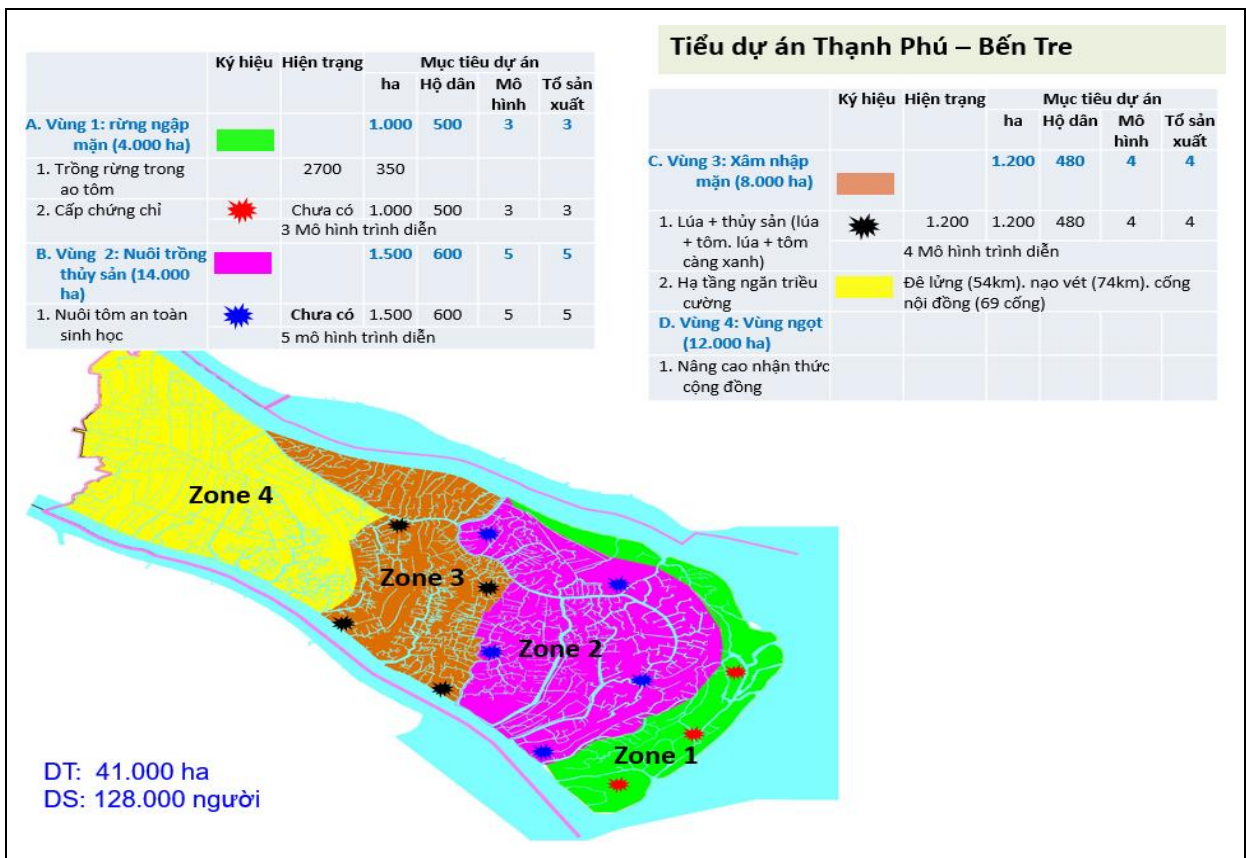 Tiểu dự án Thạnh Phú – Bến Tre
Ký hiệu Hiện trạng Mục tiêu dự án
ha Hộ dân Mô hình Tổ sản xuất
A. Vùng 1: rừng ngập mặn (4.000 ha) 1.000 500 3 3
1. Trồng rừng trong ao tôm 2700 350
2. Cấp chứng chỉ Chưa có 1.000 500 3 3
3 Mô hình trình diễn
B. Vùng 2: Nuôi trồng thủy sản (14.000 ha) 1.500 600 5 5
1. Nuôi tôm an toàn sinh học Chưa có 1.500 600 5 5
5 mô hình trình diễn
Ký hiệu Hiện trạng Mục tiêu dự án
ha Hộ dân Mô hình Tổ sản xuất
C. Vùng 3: Xâm nhập mặn (8.000 ha) 1.200 480 4 4
1. Lúa + thủy sản (lúa + tôm. lúa + tôm càng xanh) 1.200 1.200 480 4 4
4 Mô hình trình diễn
2. Hạ tầng ngăn triều cường Đê lửng (54km). nạo vét (74km). cống nội đồng (69 cống)
D. Vùng 4: Vùng ngọt (12.000 ha)
1. Nâng cao nhận thức cộng đồng
Zone 4
Zone 3
Zone 2
Zone 1
DT: 41.000 ha
DS: 128.000 người